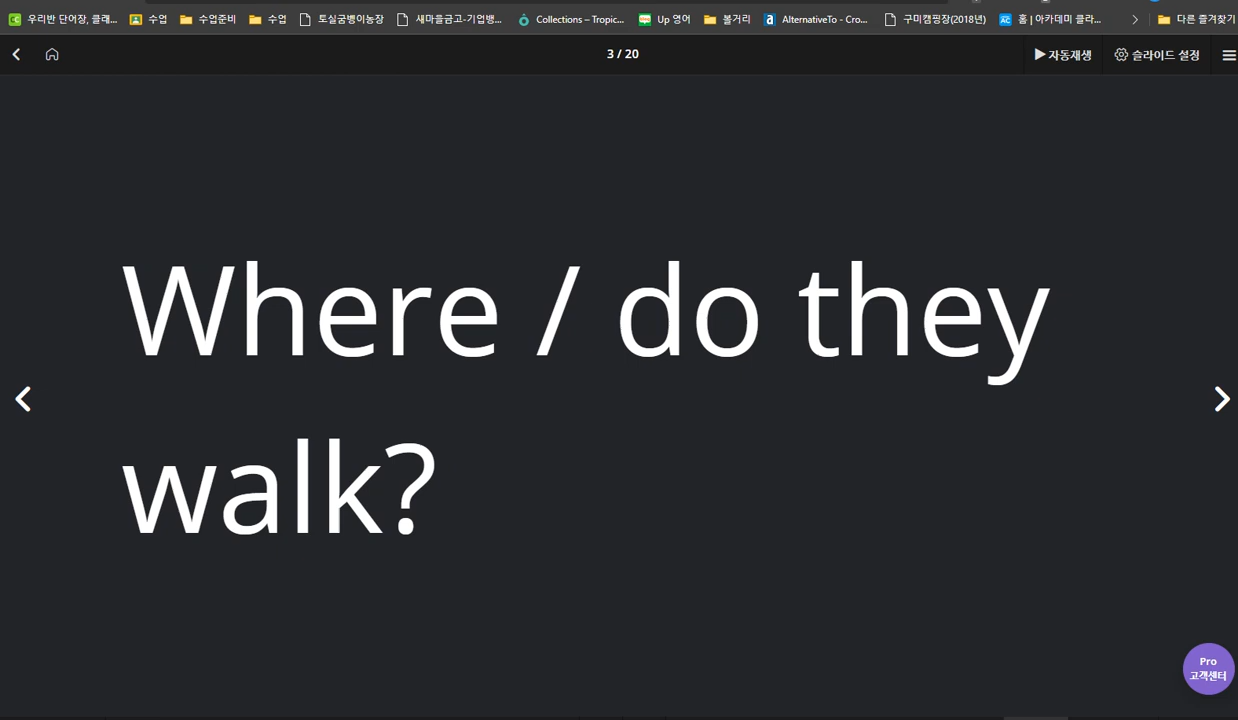 우리반 단어장, 클래... 수업 수업준비 수업 토실굼벵이농장 새마을금고-기업뱅... Collections – Tropic... Up 영어 볼거리 AlternativeTo - Cro... 구미캠핑장(2018년) 홈 | 아카데미 클라... 다른 즐겨찾기
3 / 20 자동재생 슬라이드 설정
Where / do they
walk?
Pro
고객센터